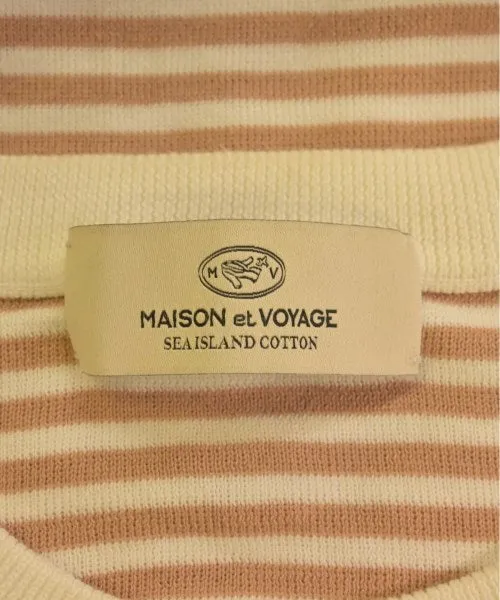 M V
MAISON et VOYAGE
SEA ISLAND COTTON